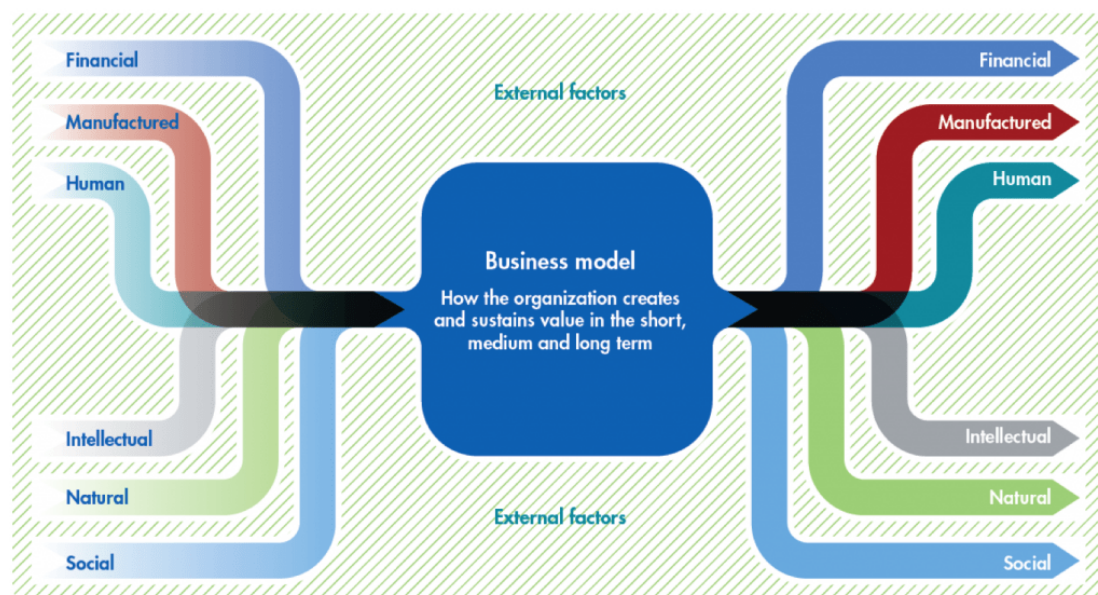 Financial
Manufactured
Human
Intellectual
Natural
Social
External factors
Business model
How the organization creates
and sustains value in the short,
medium and long term
External factors
Financial
Manufactured
Human
Intellectual
Natural
Social